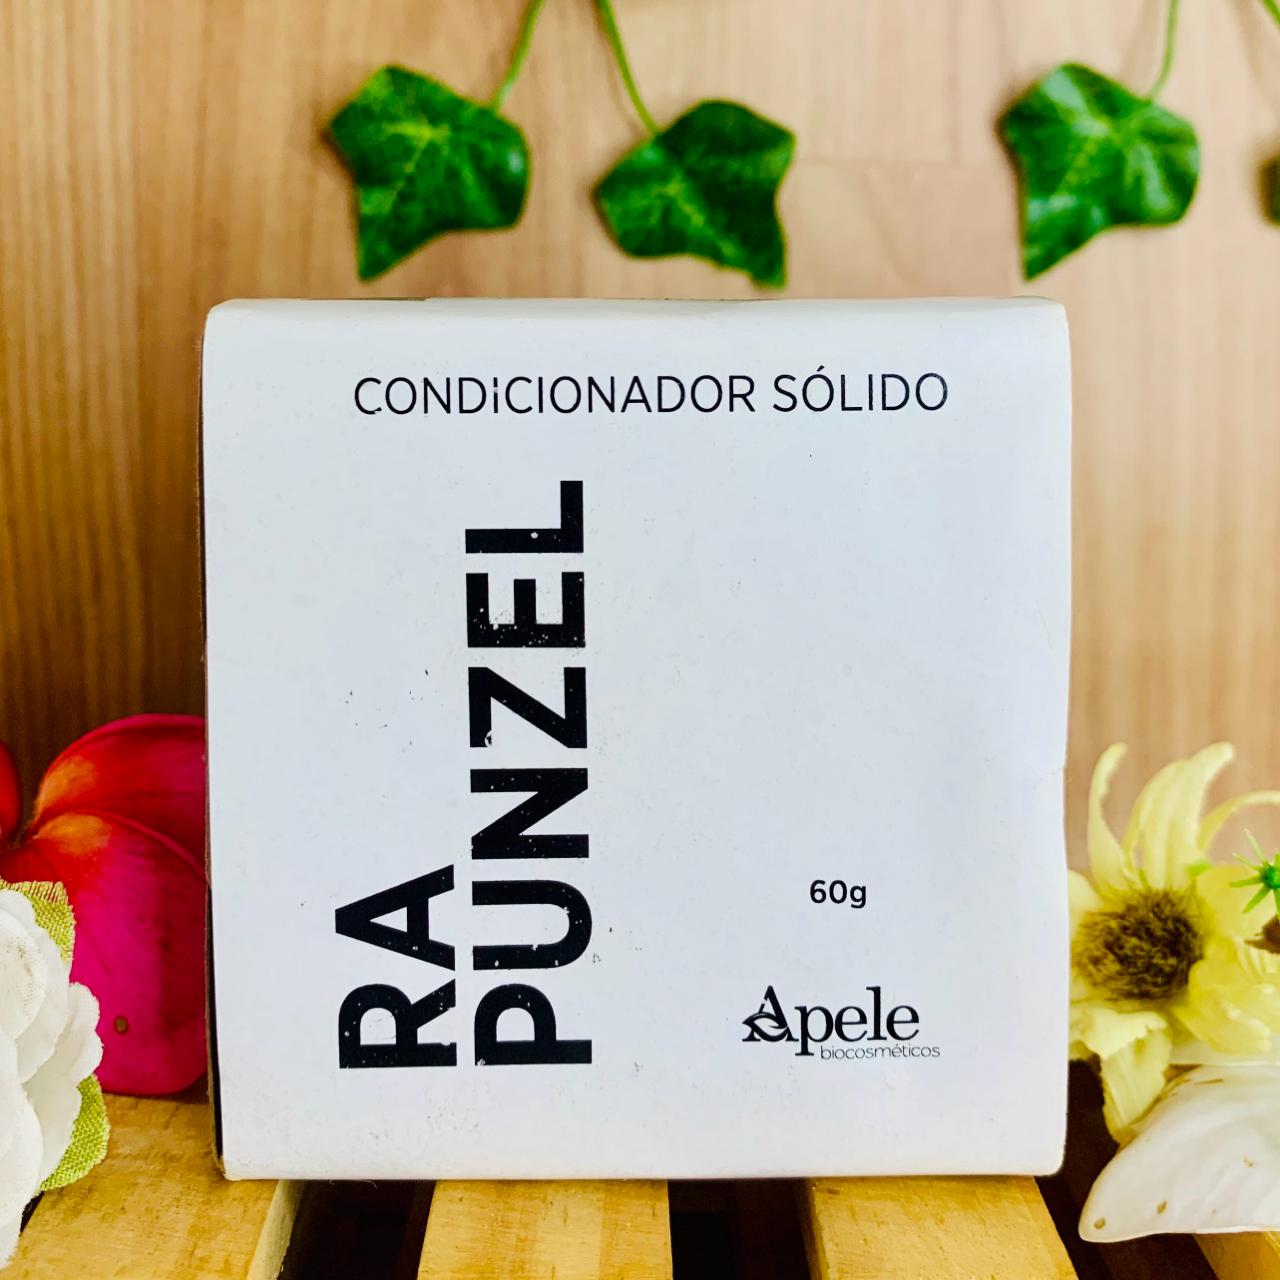 CONDiCIONADOR SÓLIDO
RA
PUNZEL
60g
Apele
biocosméticos